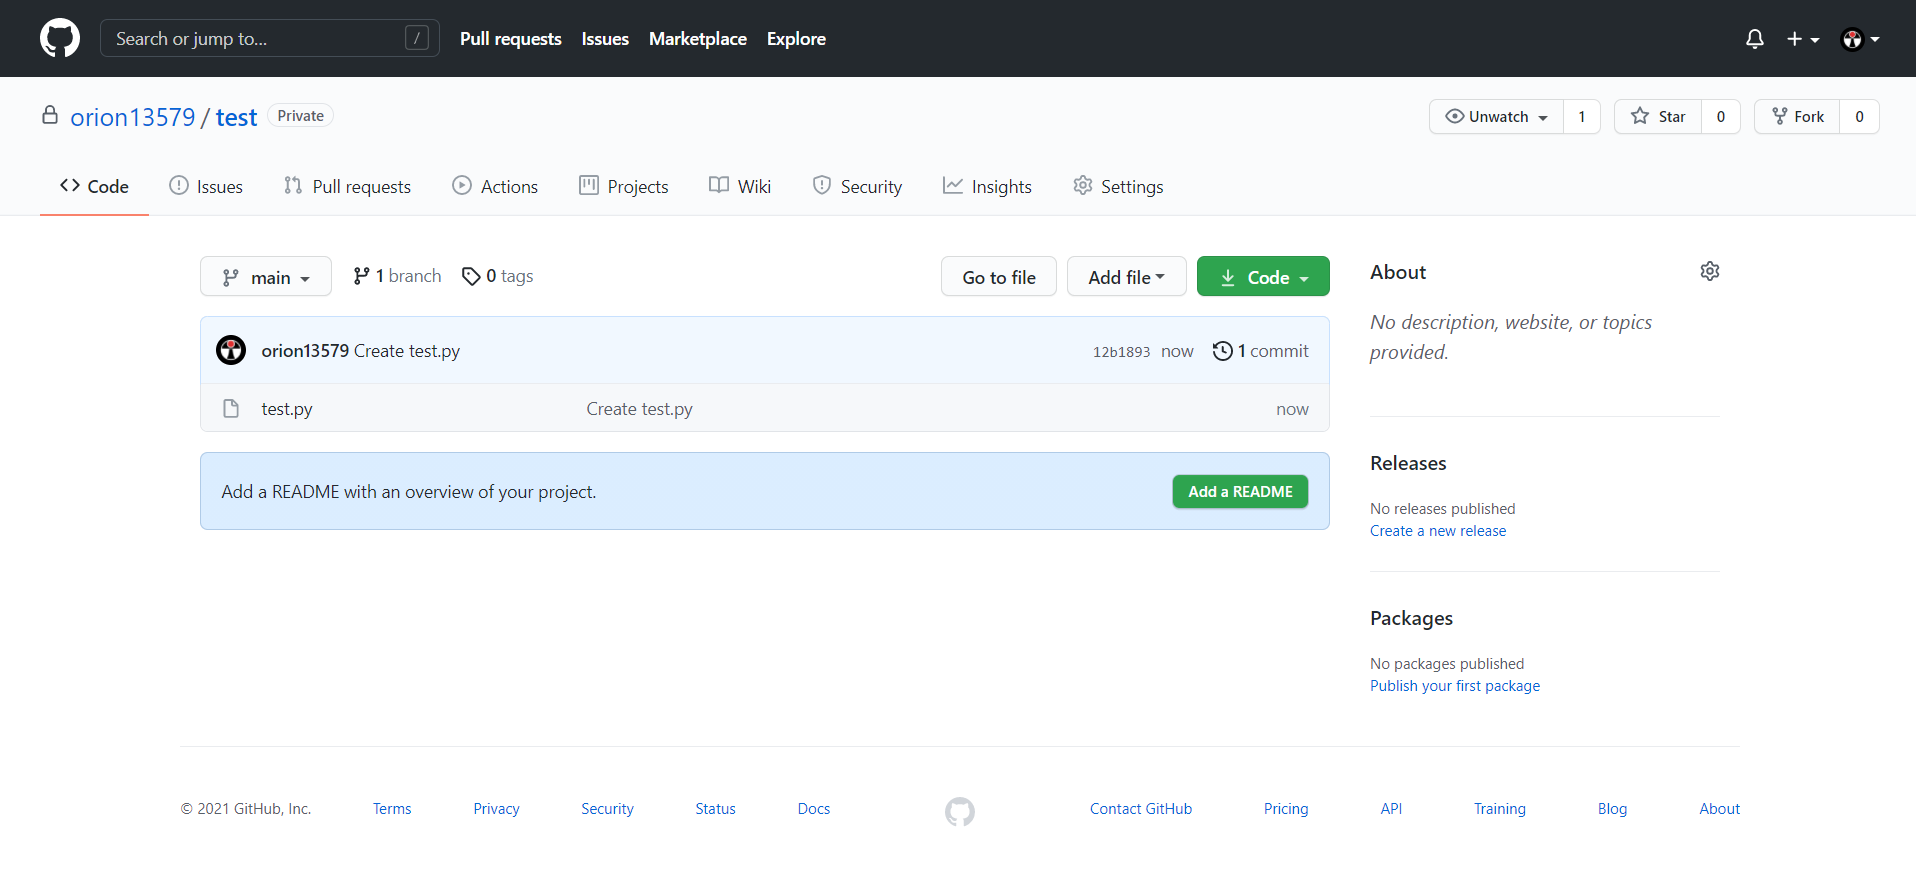 Search or jump to... /
Pull requests Issues Marketplace Explore
orion13579 / test Private
Unwatch 1 Star 0 Fork 0
Code Issues Pull requests Actions Projects Wiki Security Insights Settings
main 1 branch 0 tags
Go to file Add file Code
orion13579 Create test.py 12b1893 now 1 commit
test.py Create test.py now
Add a README with an overview of your project. Add a README
About
No description, website, or topics
provided.
Releases
No releases published
Create a new release
Packages
No packages published
Publish your first package
© 2021 GitHub, Inc. Terms Privacy Security Status Docs Contact GitHub Pricing API Training Blog About